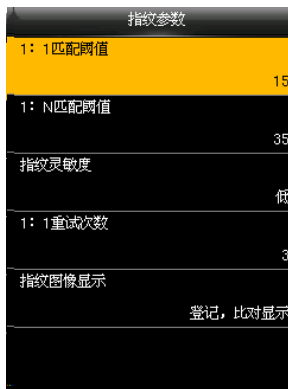 指纹参数
1：1匹配阈值
15
1：N匹配阈值
35
指纹灵敏度
低
1：1重试次数
3
指纹图像显示
登记，比对显示